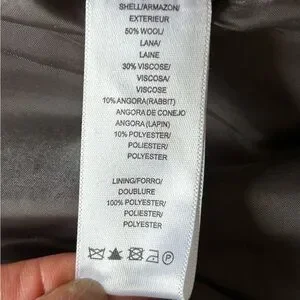 SHELL/ARMAZON/
EXTERIEUR
50% WOOL/
LANA/
LAINE
30% VISCOSE/
VISCOSA/
VISCOSE
10% ANGORA(RABBIT)
ANGORA DE CONEJO
ANGORA (LAPIN)
10% POLYESTER/
POLIESTER/
POLYESTER
LINING/FORRO/
DOUBLURE
100% POLYESTER/
POLIESTER/
POLYESTER
P